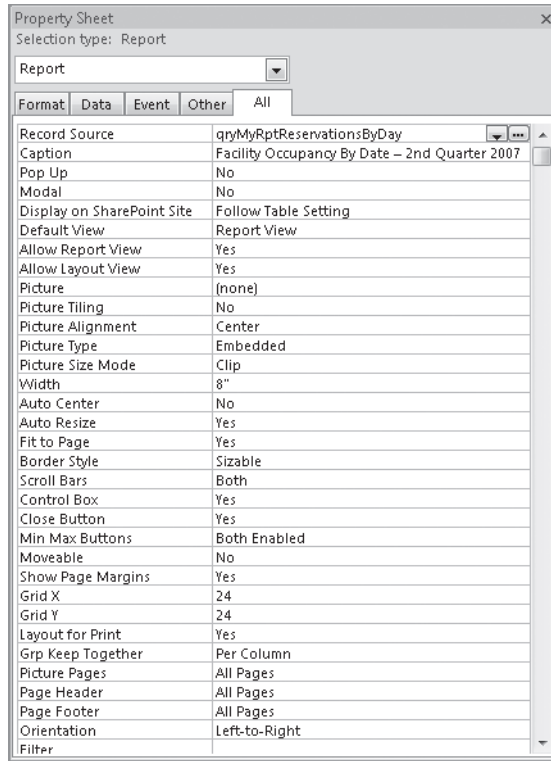 Property Sheet
Selection type: Report
Report
Format Data Event Other All
Record Source qryMyRptReservationsByDay
Caption Facility Occupancy By Date – 2nd Quarter 2007
Pop Up No
Modal No
Display on SharePoint Site Follow Table Setting
Default View Report View
Allow Report View Yes
Allow Layout View Yes
Picture (none)
Picture Tiling No
Picture Alignment Center
Picture Type Embedded
Picture Size Mode Clip
Width 8"
Auto Center No
Auto Resize Yes
Fit to Page Yes
Border Style Sizable
Scroll Bars Both
Control Box Yes
Close Button Yes
Min Max Buttons Both Enabled
Moveable No
Show Page Margins Yes
Grid X 24
Grid Y 24
Layout for Print Yes
Grp Keep Together Per Column
Picture Pages All Pages
Page Header All Pages
Page Footer All Pages
Orientation Left-to-Right
Filter